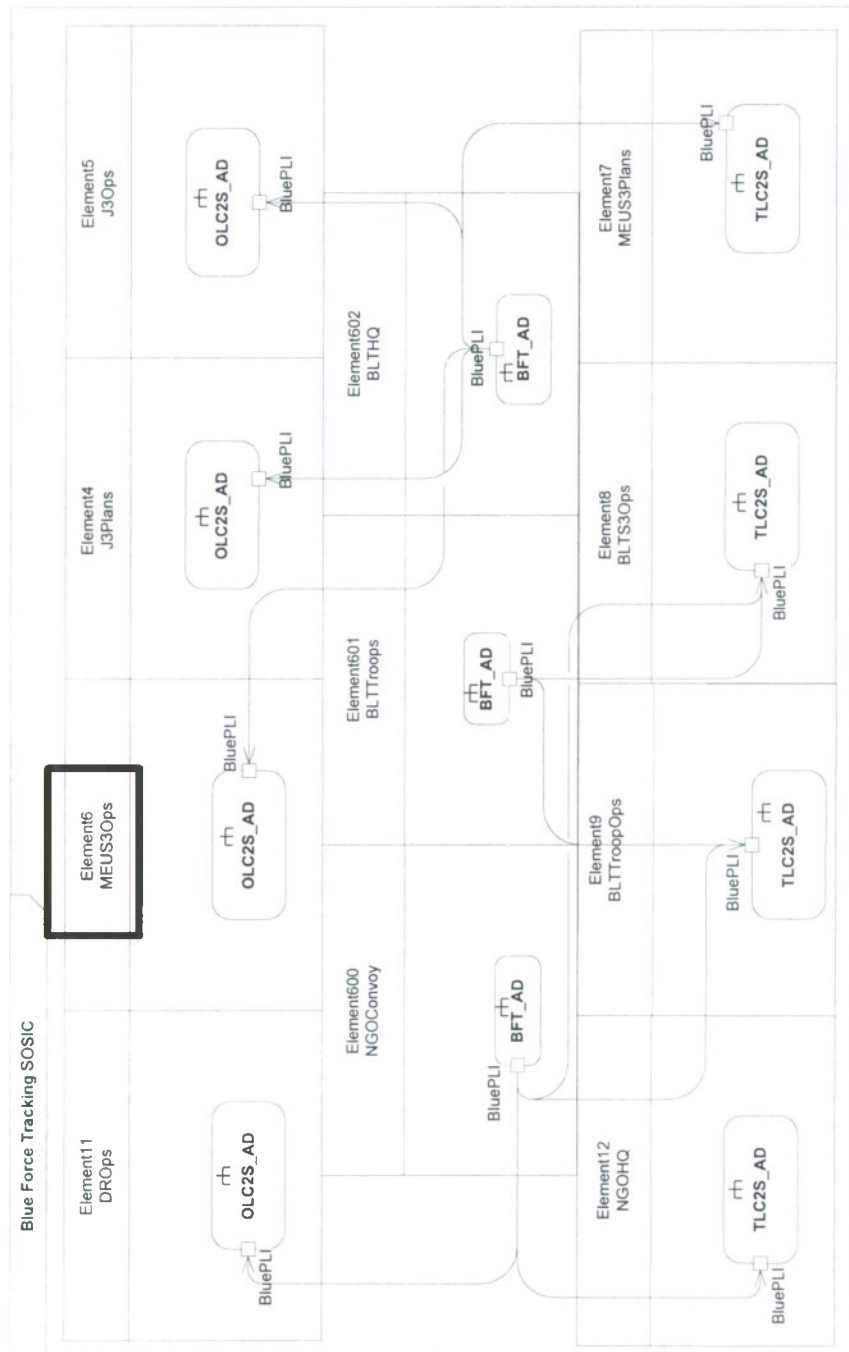 Blue Force Tracking SOSIC
Element11
DROps
OLC2S_AD
BluePLI
Element6
MEUS3Ops
OLC2S_AD
BluePLI
Element4
J3Plans
OLC2S_AD
BluePLI
Element5
J3Ops
OLC2S_AD
BluePLI
Element600
NGOConvoy
BFT_AD
BluePLI
Element601
BLTTroops
BFT_AD
BluePLI
Element602
BLTHQ
BluePLI
BFT_AD
Element12
NGOHQ
TLC2S_AD
BluePLI
Element9
BLTTroopOps
BluePLI
TLC2S_AD
Element8
BLTS3Ops
TLC2S_AD
BluePLI
Element7
MEUS3Plans
BluePLI
TLC2S_AD